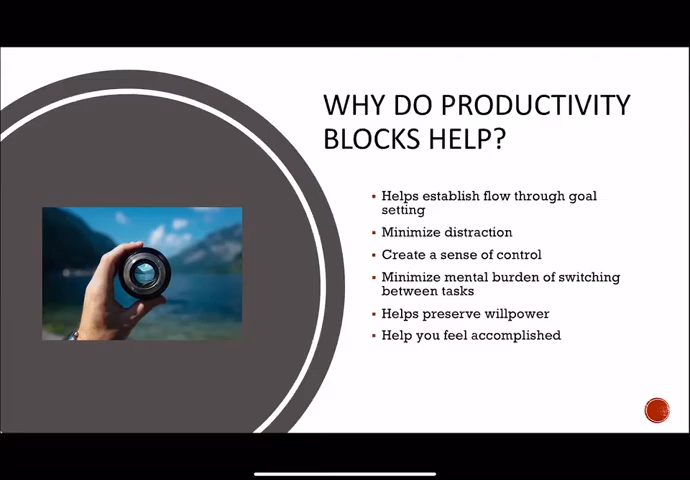 WHY DO PRODUCTIVITY
BLOCKS HELP?
▪ Helps establish flow through goal
setting
▪ Minimize distraction
▪ Create a sense of control
▪ Minimize mental burden of switching
between tasks
▪ Helps preserve willpower
▪ Help you feel accomplished